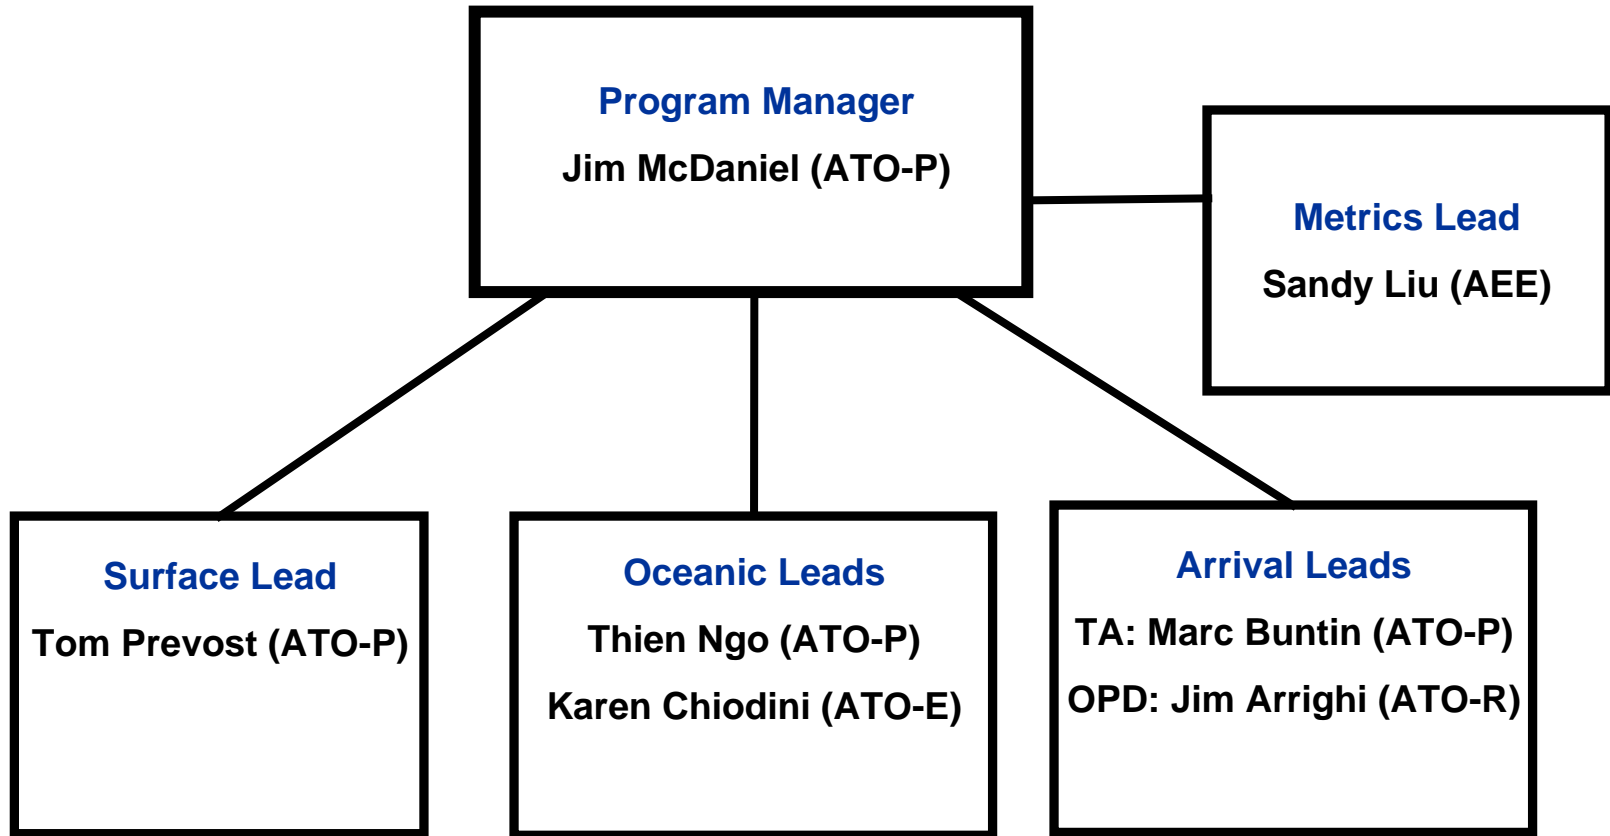 Program Manager
Jim McDaniel (ATO-P)
Metrics Lead
Sandy Liu (AEE)
Surface Lead
Tom Prevost (ATO-P)
Oceanic Leads
Thien Ngo (ATO-P)
Karen Chiodini (ATO-E)
Arrival Leads
TA: Marc Buntin (ATO-P)
OPD: Jim Arrighi (ATO-R)